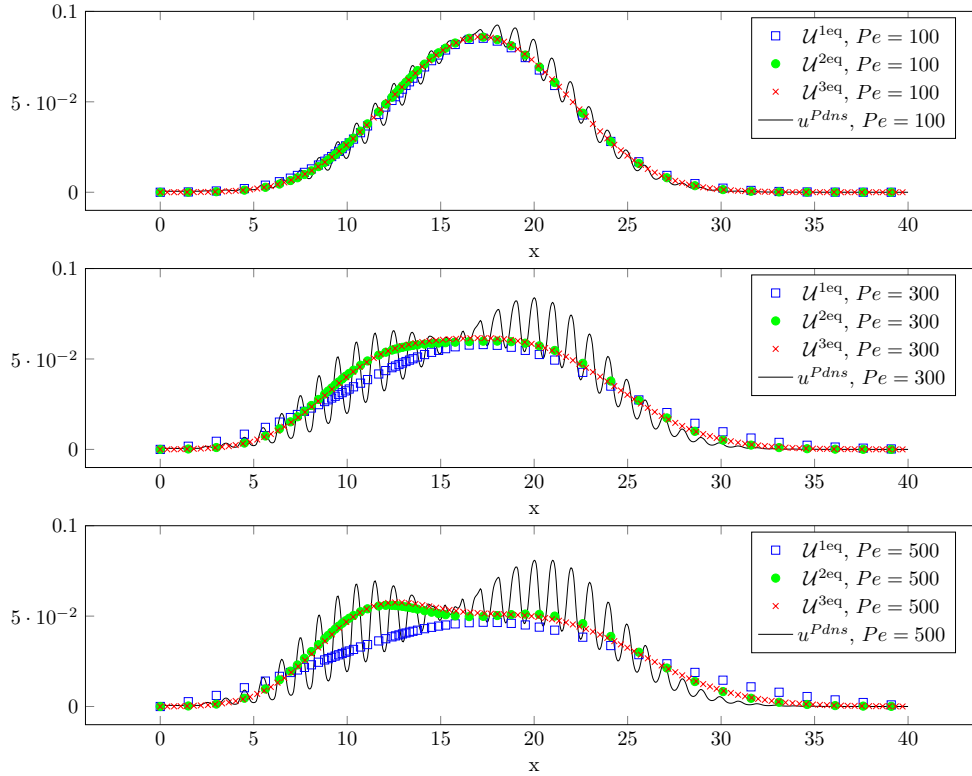 0.1
5 · 10⁻²
0
0 5 10 15 20 25 30 35 40
x
𝒰^1eq, Pe = 100
𝒰^2eq, Pe = 100
𝒰^3eq, Pe = 100
u^Pdns, Pe = 100
0.1
5 · 10⁻²
0
0 5 10 15 20 25 30 35 40
x
𝒰^1eq, Pe = 300
𝒰^2eq, Pe = 300
𝒰^3eq, Pe = 300
u^Pdns, Pe = 300
0.1
5 · 10⁻²
0
0 5 10 15 20 25 30 35 40
x
𝒰^1eq, Pe = 500
𝒰^2eq, Pe = 500
𝒰^3eq, Pe = 500
u^Pdns, Pe = 500